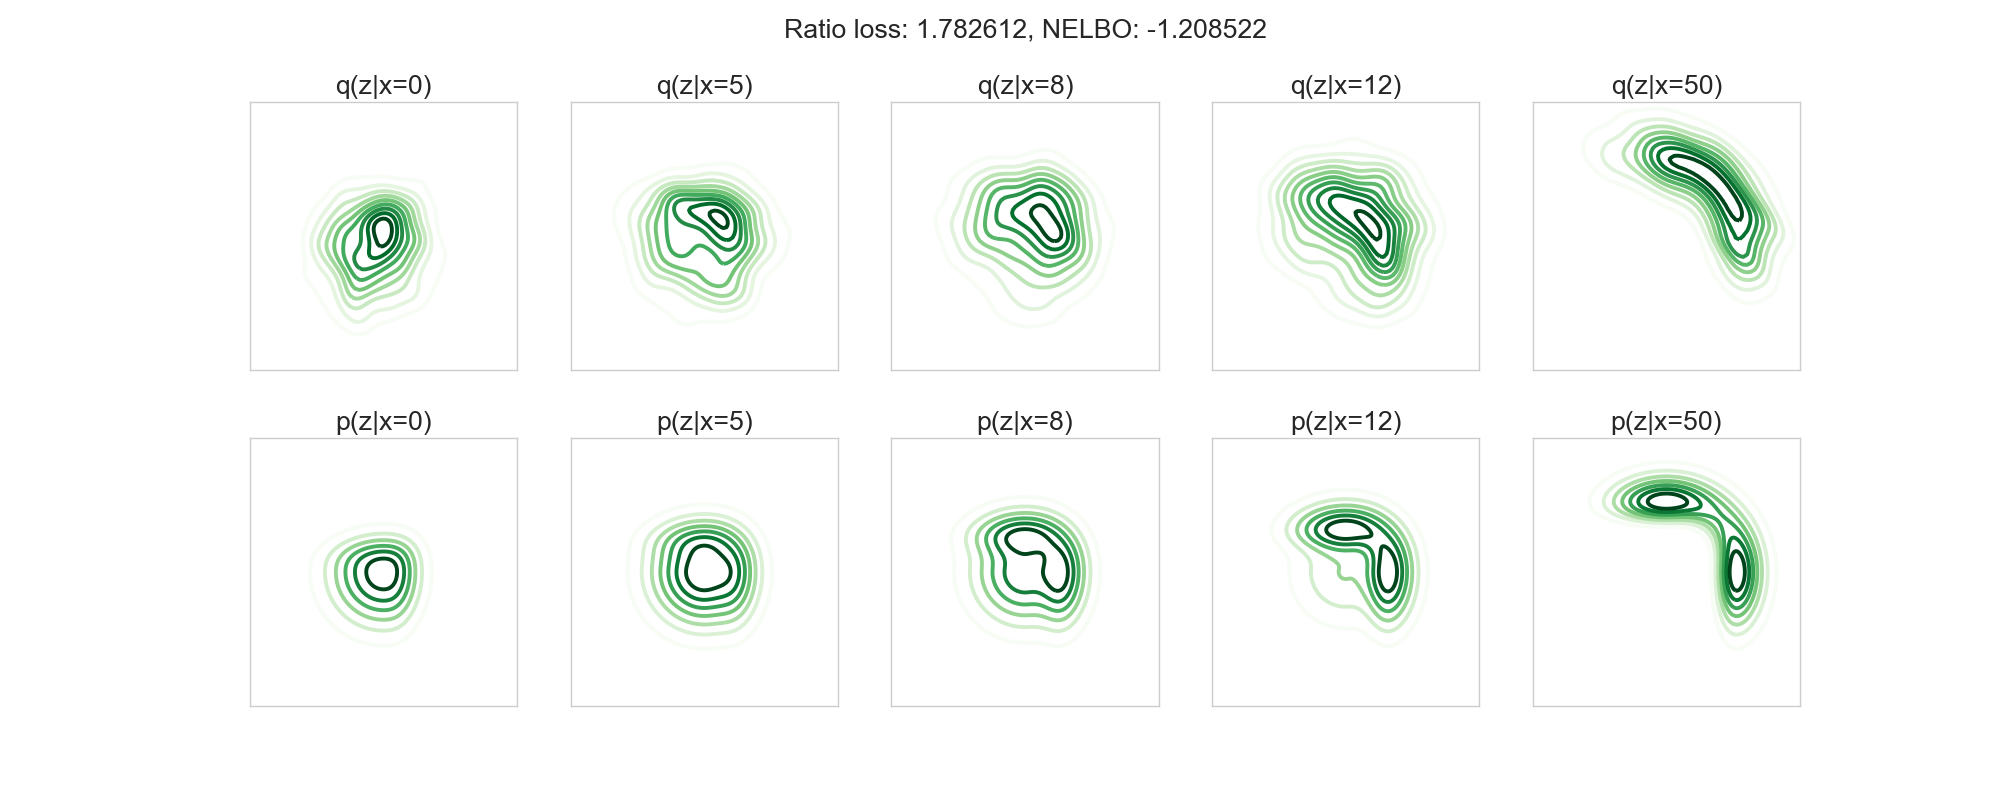 Ratio loss: 1.782612, NELBO: -1.208522
q(z|x=0)
q(z|x=5)
q(z|x=8)
q(z|x=12)
q(z|x=50)
p(z|x=0)
p(z|x=5)
p(z|x=8)
p(z|x=12)
p(z|x=50)